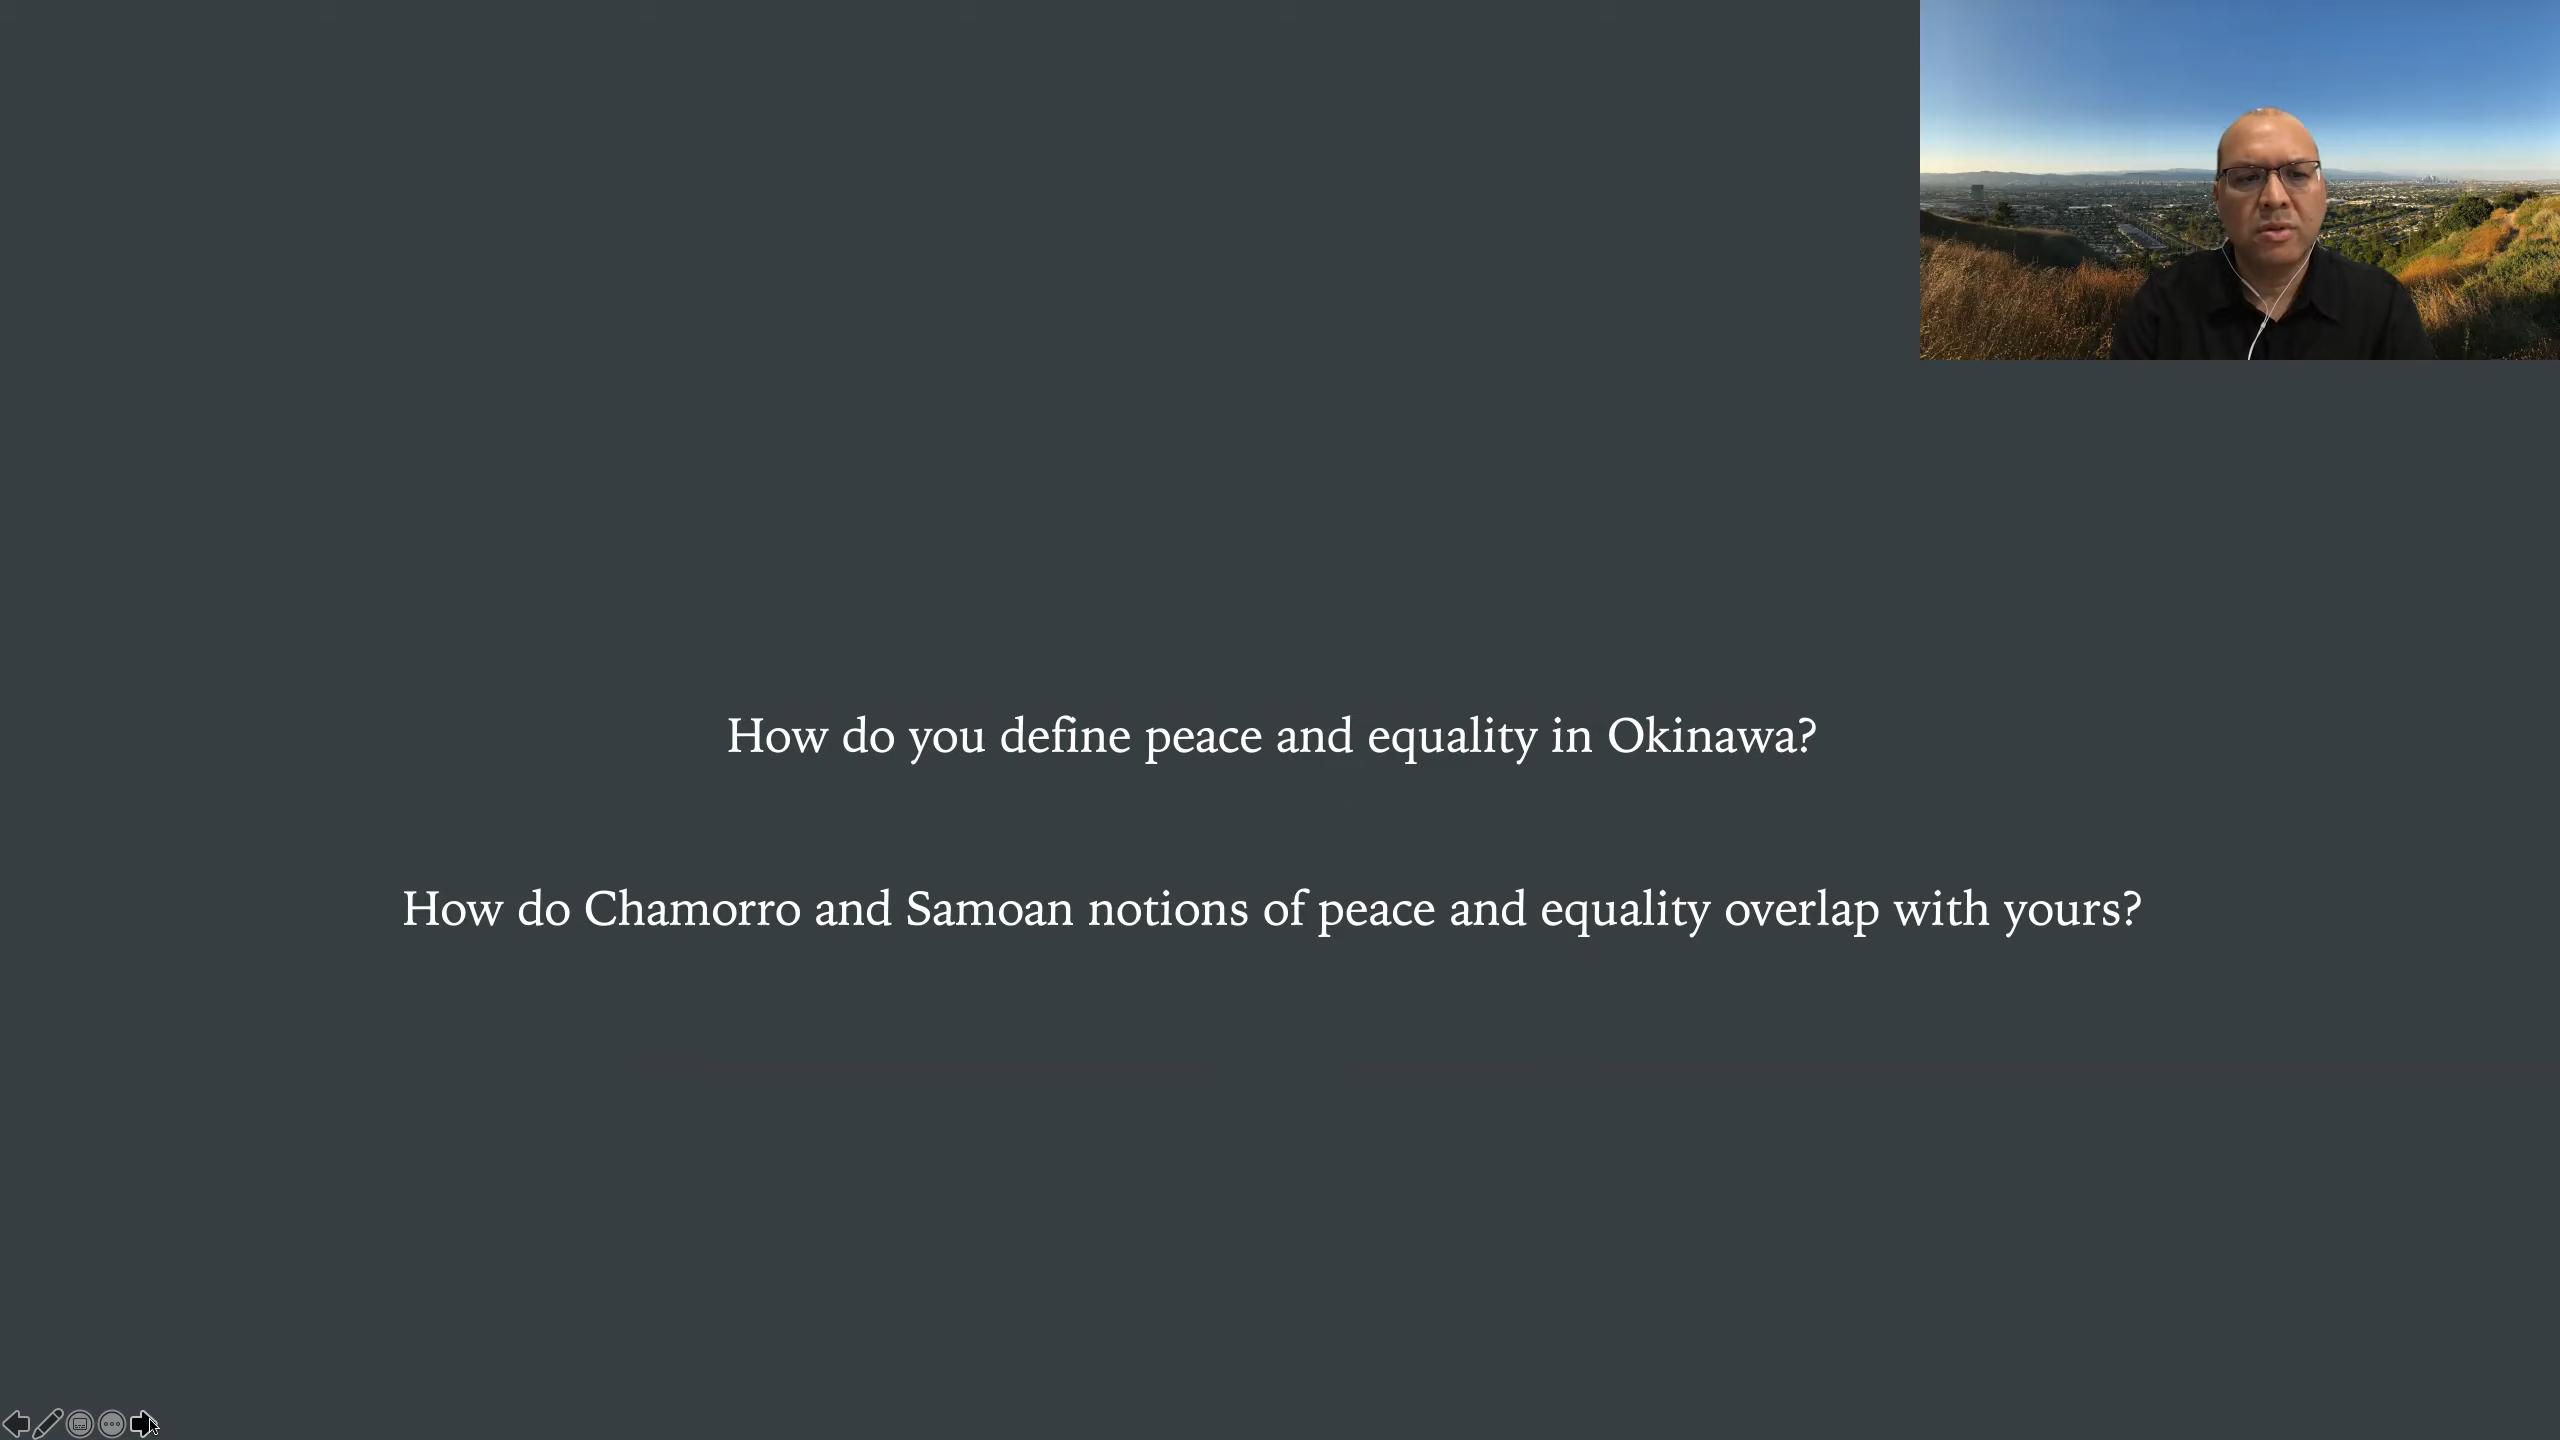 How do you define peace and equality in Okinawa?
How do Chamorro and Samoan notions of peace and equality overlap with yours?